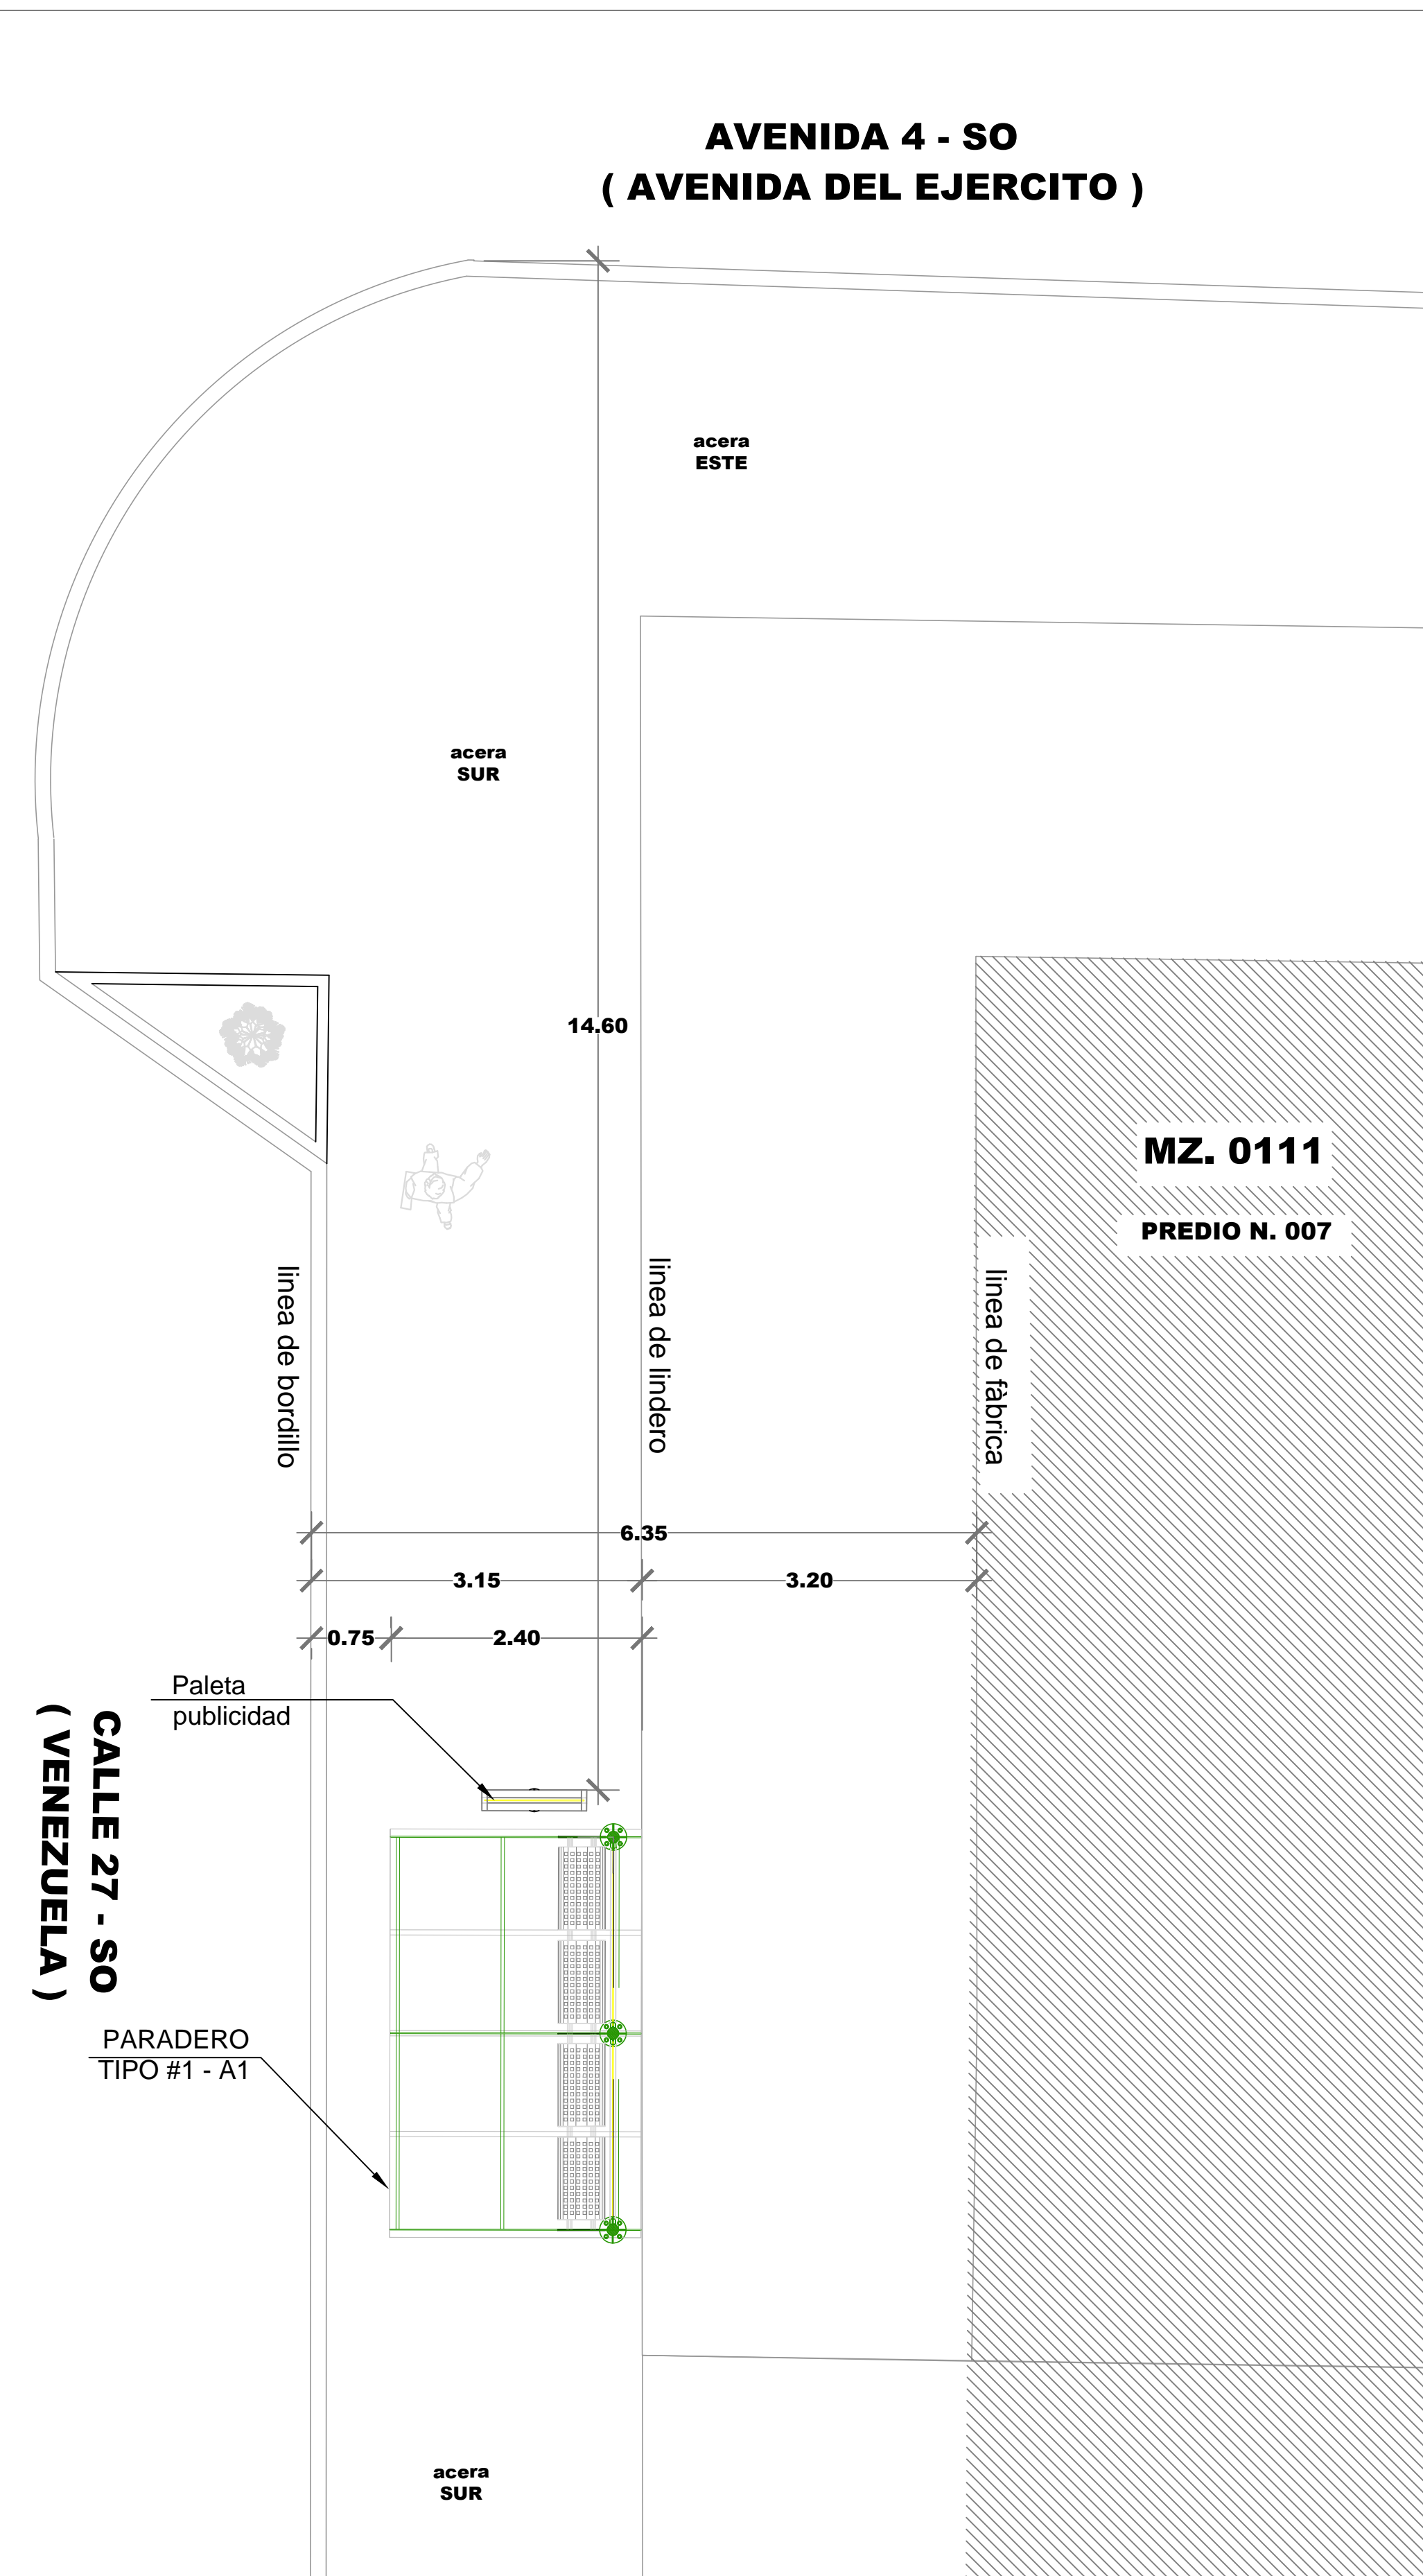 AVENIDA 4 - SO
( AVENIDA DEL EJERCITO )
acera
ESTE
acera
SUR
14.60
MZ. 0111
PREDIO N. 007
linea de bordillo
linea de lindero
linea de fàbrica
6.35
3.15
3.20
0.75
2.40
Paleta
publicidad
CALLE 27 - SO
( VENEZUELA )
PARADERO
TIPO #1 - A1
acera
SUR